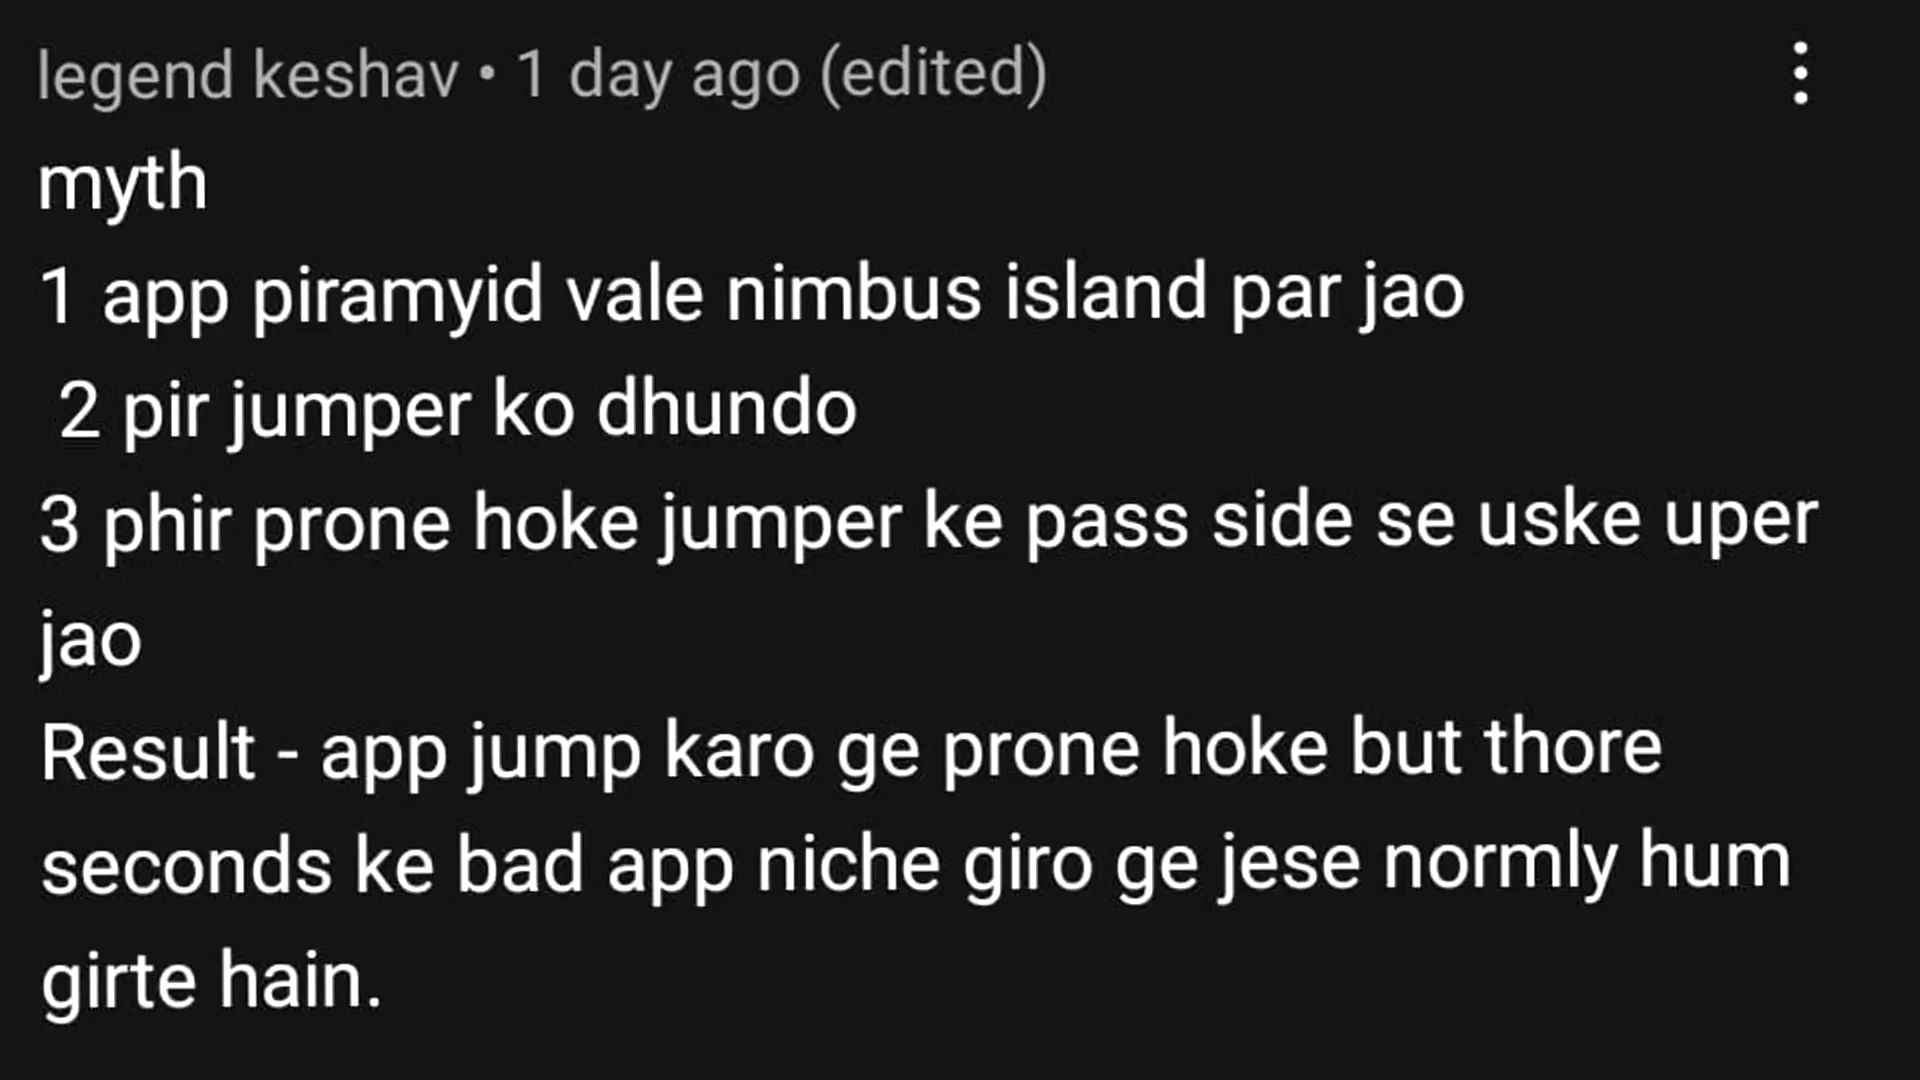 legend keshav • 1 day ago (edited)
myth
1 app piramyid vale nimbus island par jao
2 pir jumper ko dhundo
3 phir prone hoke jumper ke pass side se uske uper
jao
Result - app jump karo ge prone hoke but thore
seconds ke bad app niche giro ge jese normly hum
girte hain.